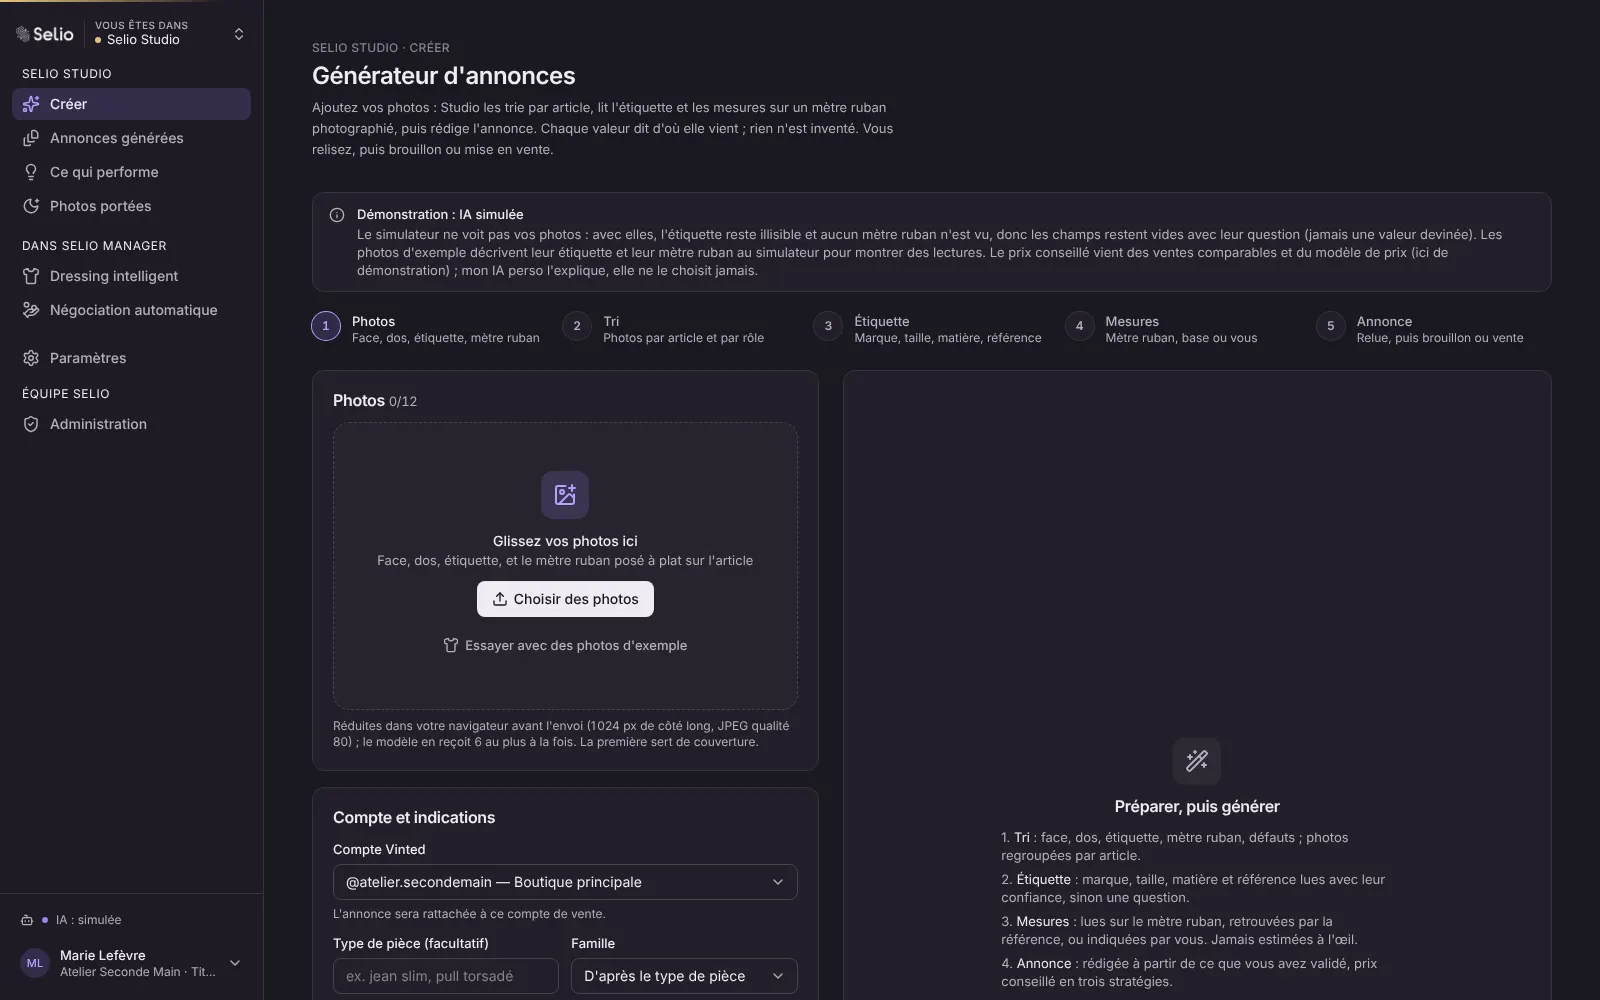 Selio
VOUS ÊTES DANS
Selio Studio
SELIO STUDIO
Créer
Annonces générées
Ce qui performe
Photos portées
DANS SELIO MANAGER
Dressing intelligent
Négociation automatique
Paramètres
ÉQUIPE SELIO
Administration
IA : simulée
ML
Marie Lefèvre
Atelier Seconde Main · Tit...
SELIO STUDIO · CRÉER
Générateur d'annonces
Ajoutez vos photos : Studio les trie par article, lit l'étiquette et les mesures sur un mètre ruban
photographié, puis rédige l'annonce. Chaque valeur dit d'où elle vient ; rien n'est inventé. Vous
relisez, puis brouillon ou mise en vente.
Démonstration : IA simulée
Le simulateur ne voit pas vos photos : avec elles, l'étiquette reste illisible et aucun mètre ruban n'est vu, donc les champs restent vides avec leur question (jamais une valeur devinée). Les
photos d'exemple décrivent leur étiquette et leur mètre ruban au simulateur pour montrer des lectures. Le prix conseillé vient des ventes comparables et du modèle de prix (ici de
démonstration) ; mon IA perso l'explique, elle ne le choisit jamais.
1
Photos
Face, dos, étiquette, mètre ruban
2
Tri
Photos par article et par rôle
3
Étiquette
Marque, taille, matière, référence
4
Mesures
Mètre ruban, base ou vous
5
Annonce
Relue, puis brouillon ou vente
Photos 0/12
Glissez vos photos ici
Face, dos, étiquette, et le mètre ruban posé à plat sur l'article
Choisir des photos
Essayer avec des photos d'exemple
Réduites dans votre navigateur avant l'envoi (1024 px de côté long, JPEG qualité
80) ; le modèle en reçoit 6 au plus à la fois. La première sert de couverture.
Compte et indications
Compte Vinted
@atelier.secondemain — Boutique principale
L'annonce sera rattachée à ce compte de vente.
Type de pièce (facultatif)
Famille
ex. jean slim, pull torsadé
D'après le type de pièce
Préparer, puis générer
1. Tri : face, dos, étiquette, mètre ruban, défauts ; photos
regroupées par article.
2. Étiquette : marque, taille, matière et référence lues avec leur
confiance, sinon une question.
3. Mesures : lues sur le mètre ruban, retrouvées par la
référence, ou indiquées par vous. Jamais estimées à l'œil.
4. Annonce : rédigée à partir de ce que vous avez validé, prix
conseillé en trois stratégies.